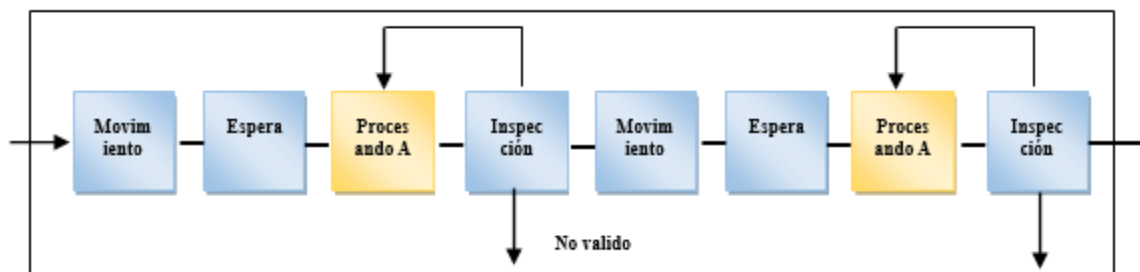 Movim
iento
Espera
Proces
ando A
Inspec
ción
Movim
iento
Espera
Proces
ando A
Inspec
ción
No valido